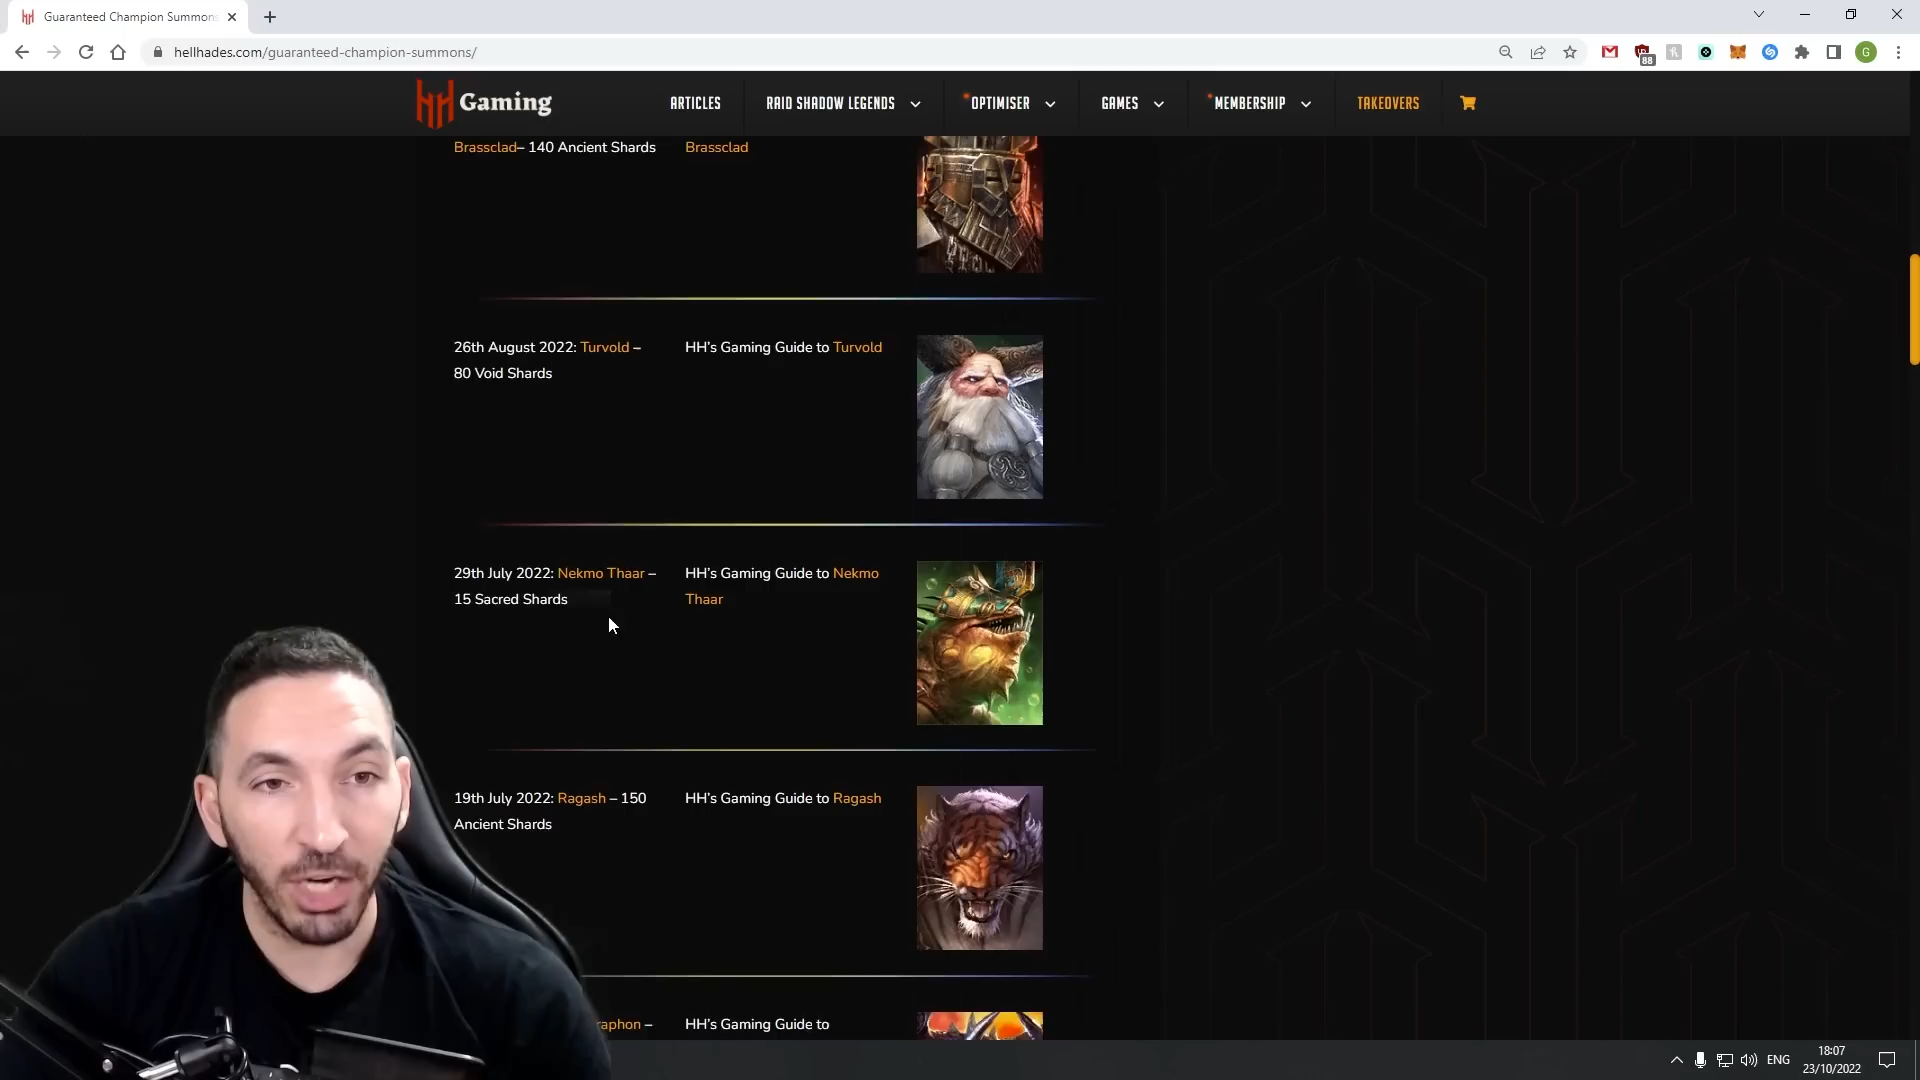 Guaranteed Champion Summons
hellhades.com/guaranteed-champion-summons/
88
G
Gaming
ARTICLES
RAID SHADOW LEGENDS
OPTIMISER
GAMES
MEMBERSHIP
TAKEOVERS
Brassclad– 140 Ancient Shards
Brassclad
26th August 2022: Turvold –
80 Void Shards
HH's Gaming Guide to Turvold
29th July 2022: Nekmo Thaar –
15 Sacred Shards
HH's Gaming Guide to Nekmo
Thaar
19th July 2022: Ragash – 150
Ancient Shards
HH's Gaming Guide to Ragash
raphon –
HH's Gaming Guide to
ENG
18:07
23/10/2022